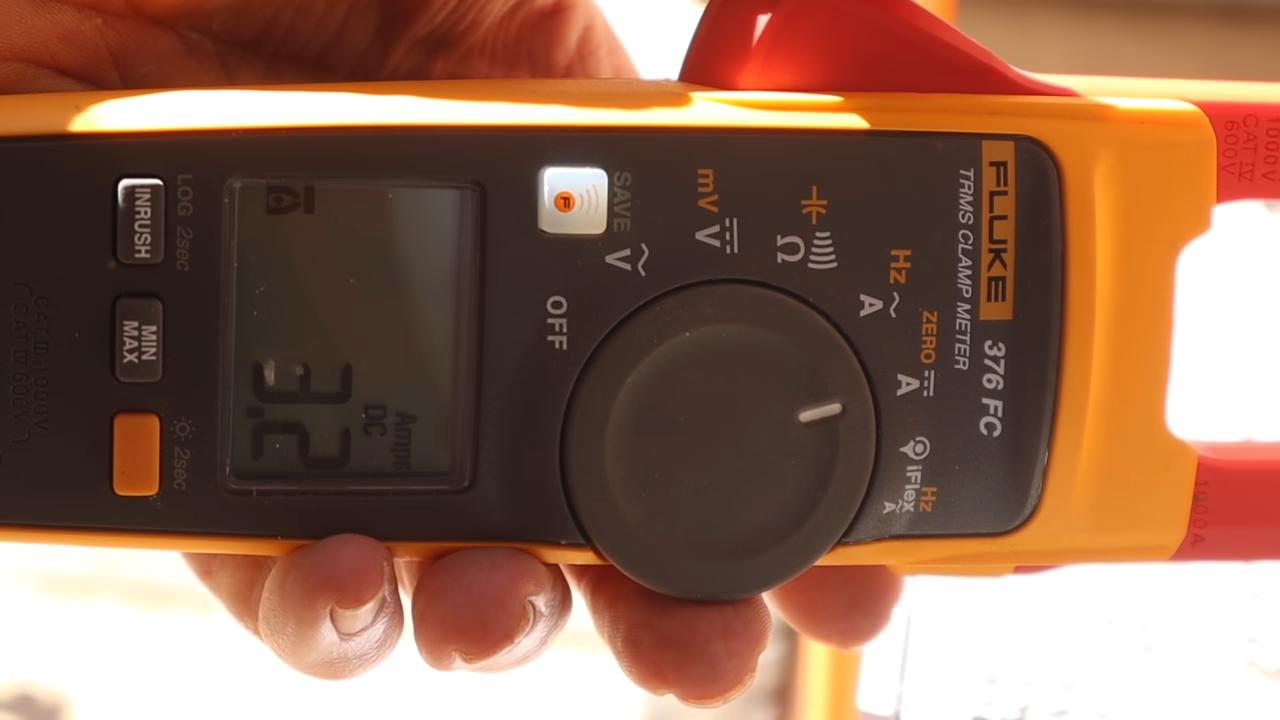 FLUKE 376 FC
TRMS CLAMP METER
1000V
CAT IV
600V
1000A
iFlex
Hz
A
ZERO
A
Hz
A
Ω
mV
V
V
OFF
SAVE
F
Amps
DC
3.2
INRUSH
MIN
MAX
LOG 2sec
2sec
CAT III 1000V
CAT IV 600V